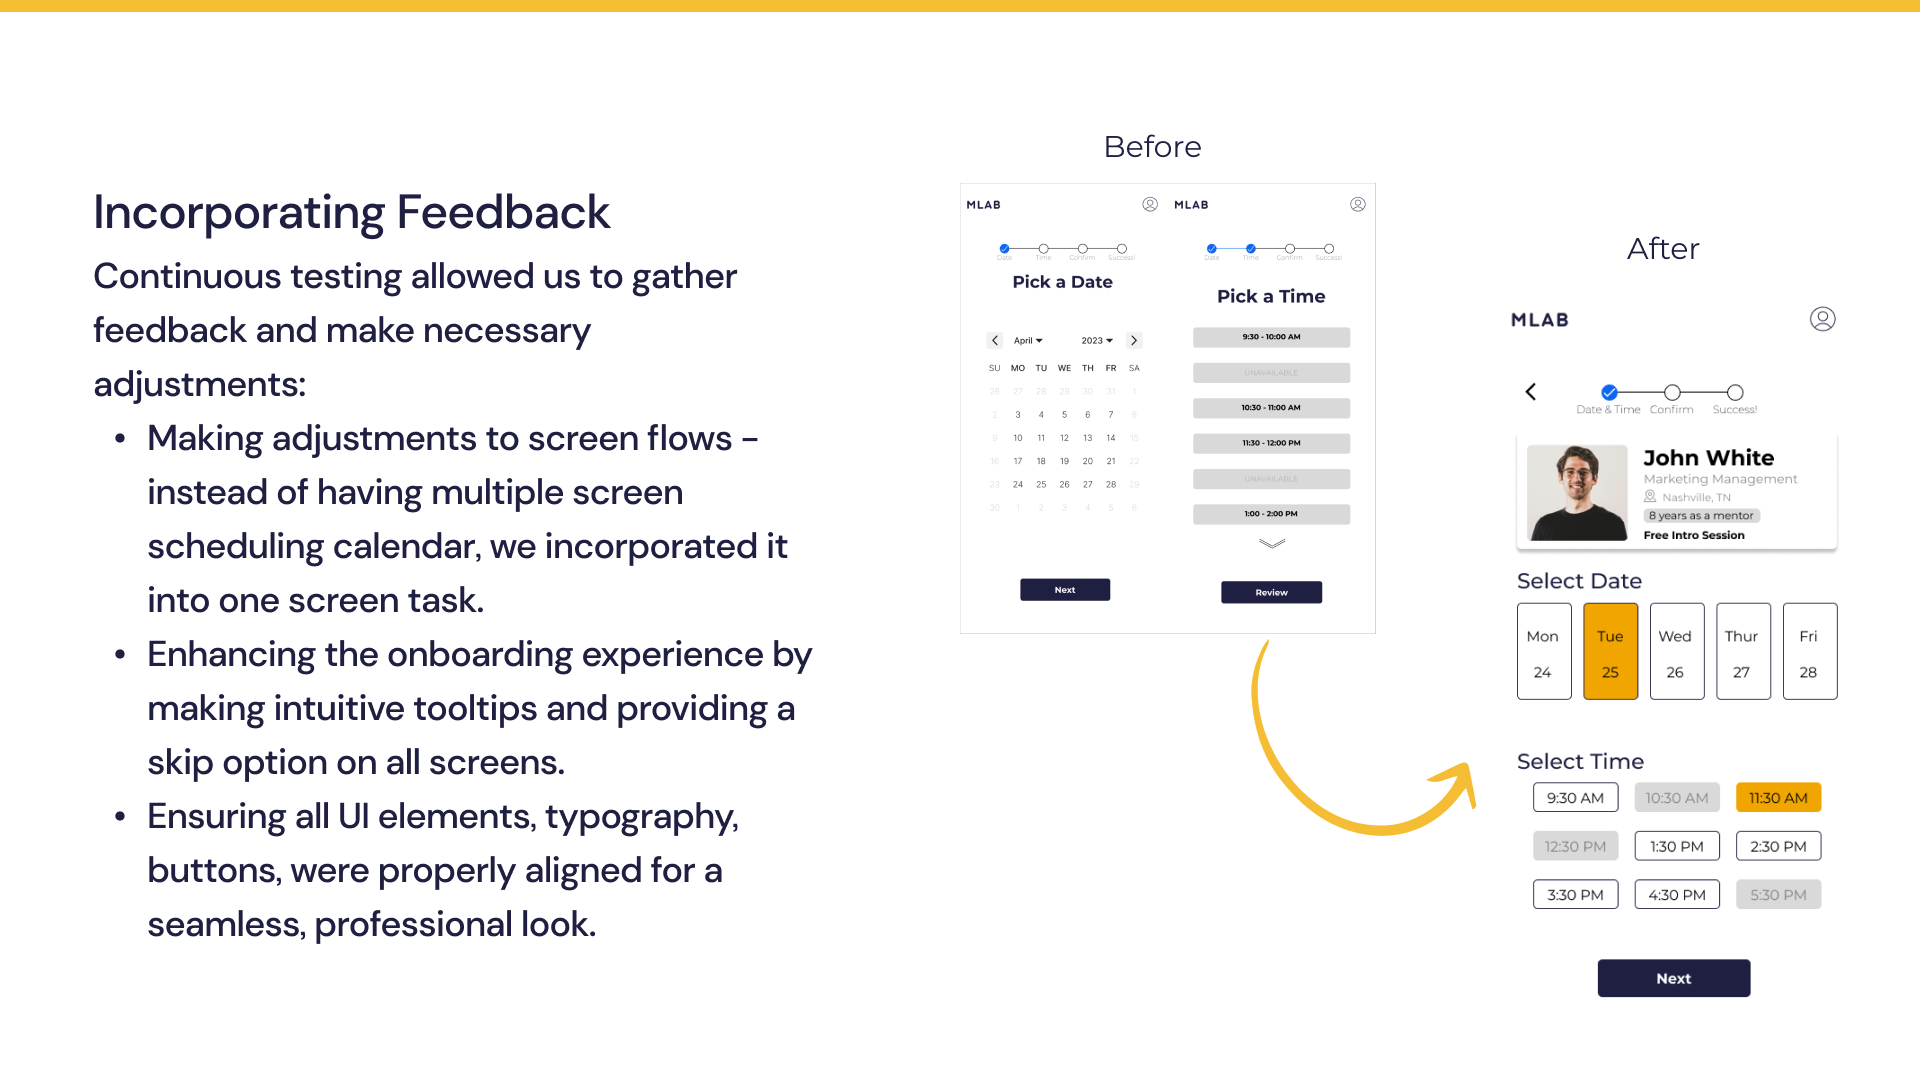 Incorporating Feedback
Continuous testing allowed us to gather
feedback and make necessary
adjustments:
• Making adjustments to screen flows –
instead of having multiple screen
scheduling calendar, we incorporated it
into one screen task.
• Enhancing the onboarding experience by
making intuitive tooltips and providing a
skip option on all screens.
• Ensuring all UI elements, typography,
buttons, were properly aligned for a
seamless, professional look.
Before
MLAB
Date Time Confirm Success!
Pick a Date
April 2023
SU MO TU WE TH FR SA
26 27 28 29 30 31 1
2 3 4 5 6 7 8
9 10 11 12 13 14 15
16 17 18 19 20 21 22
23 24 25 26 27 28 29
30 1 2 3 4 5 6
Next
MLAB
Date Time Confirm Success!
Pick a Time
9:30 - 10:00 AM
UNAVAILABLE
10:30 - 11:00 AM
11:30 - 12:00 PM
UNAVAILABLE
1:00 - 2:00 PM
Review
After
MLAB
Date & Time Confirm Success!
John White
Marketing Management
Nashville, TN
8 years as a mentor
Free Intro Session
Select Date
Mon Tue Wed Thur Fri
24 25 26 27 28
Select Time
9:30 AM 10:30 AM 11:30 AM
12:30 PM 1:30 PM 2:30 PM
3:30 PM 4:30 PM 5:30 PM
Next